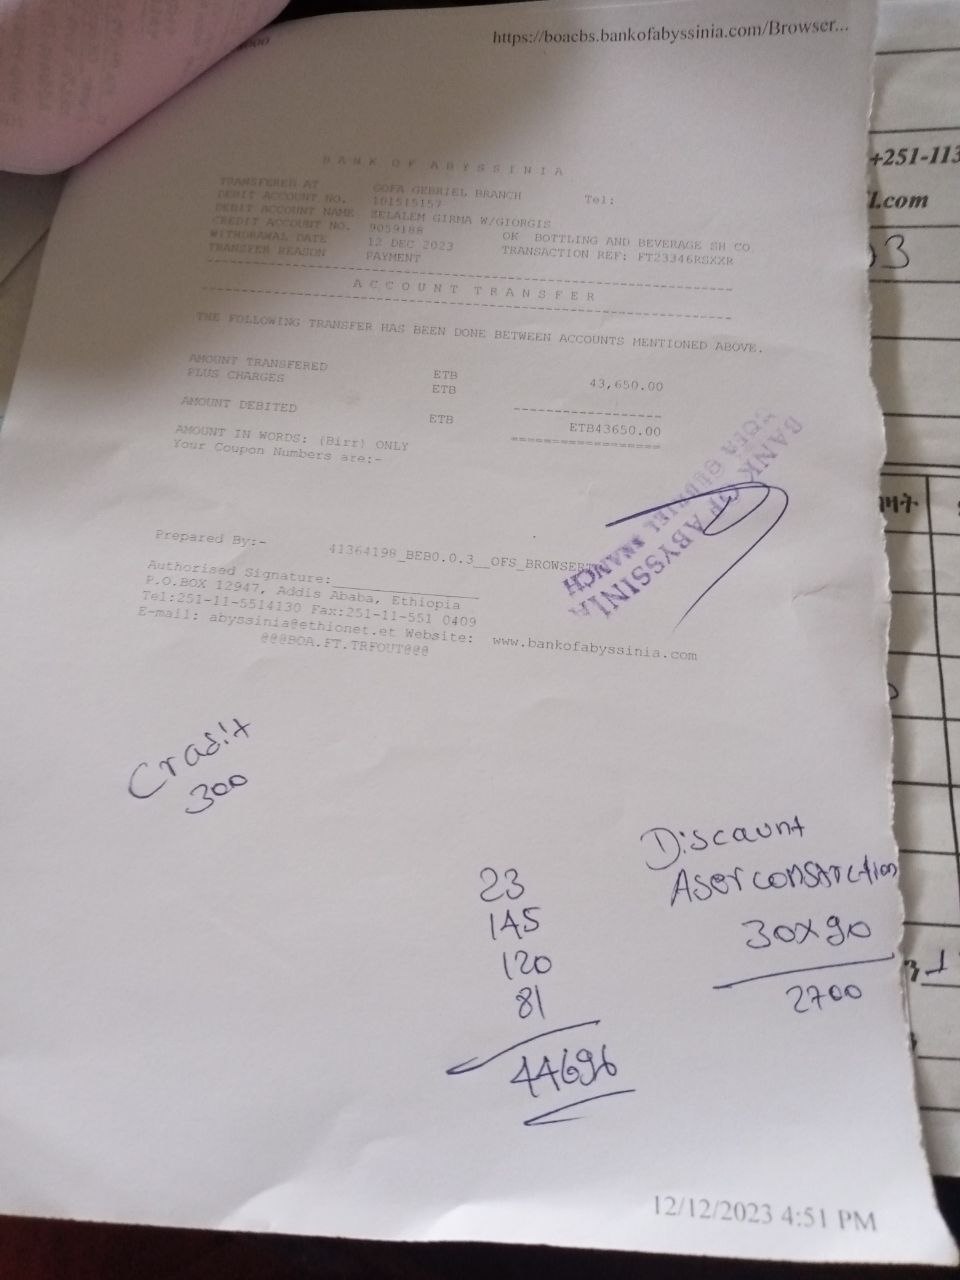 https://boacbs.bankofabyssinia.com/Browser...
BANK OF ABYSSINIA
TRANSFERED AT GOFA GEBRIEL BRANCH Tel:
DEBIT ACCOUNT NO. 101515157
DEBIT ACCOUNT NAME ZELALEM GIRMA W/GIORGIS
CREDIT ACCOUNT NO. 9059188 OK BOTTLING AND BEVERAGE SH CO
WITHDRAWAL DATE 12 DEC 2023 TRANSACTION REF: FT23346RSXXR
TRANSFER REASON PAYMENT
ACCOUNT TRANSFER
THE FOLLOWING TRANSFER HAS BEEN DONE BETWEEN ACCOUNTS MENTIONED ABOVE.
AMOUNT TRANSFERED ETB 43,650.00
PLUS CHARGES ETB
AMOUNT DEBITED ETB ETB43650.00
AMOUNT IN WORDS: (Birr) ONLY
Your Coupon Numbers are:-
BANK OF ABYSSINIA
BRANCH
Prepared By:- 41364198_BEB0.0.3__OFS_BROWSER
Authorised Signature:
P.O.BOX 12947, Addis Ababa, Ethiopia
Tel:251-11-5514130 Fax:251-11-551 0409
E-mail: abyssinia@ethionet.et Website: www.bankofabyssinia.com
@@@BOA.FT.TRFOUT@@@
Cradit
300
23
145
120
81
44696
Discaunt
Aser constrction
30x90
2700
12/12/2023 4:51 PM
+251-113
.com
03